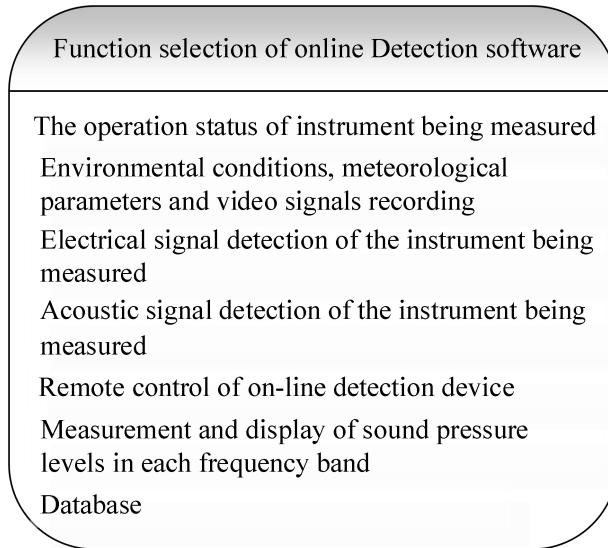 Function selection of online Detection software
The operation status of instrument being measured
Environmental conditions, meteorological
parameters and video signals recording
Electrical signal detection of the instrument being
measured
Acoustic signal detection of the instrument being
measured
Remote control of on-line detection device
Measurement and display of sound pressure
levels in each frequency band
Database